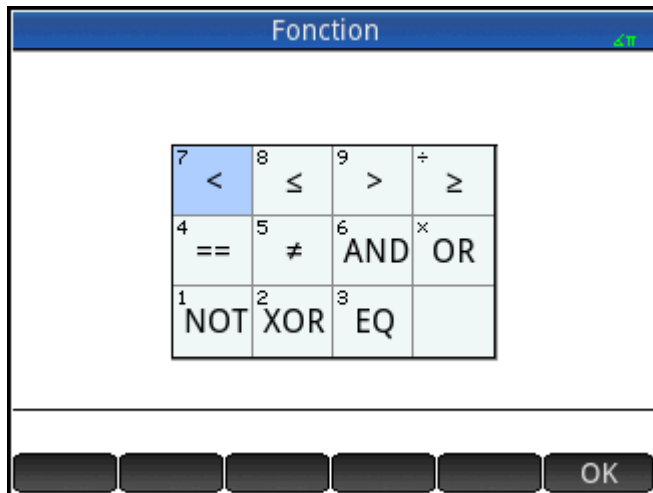 Fonction
∡π
7 < 8 ≤ 9 > ÷ ≥
4 == 5 ≠ 6 AND × OR
1 NOT 2 XOR 3 EQ
OK